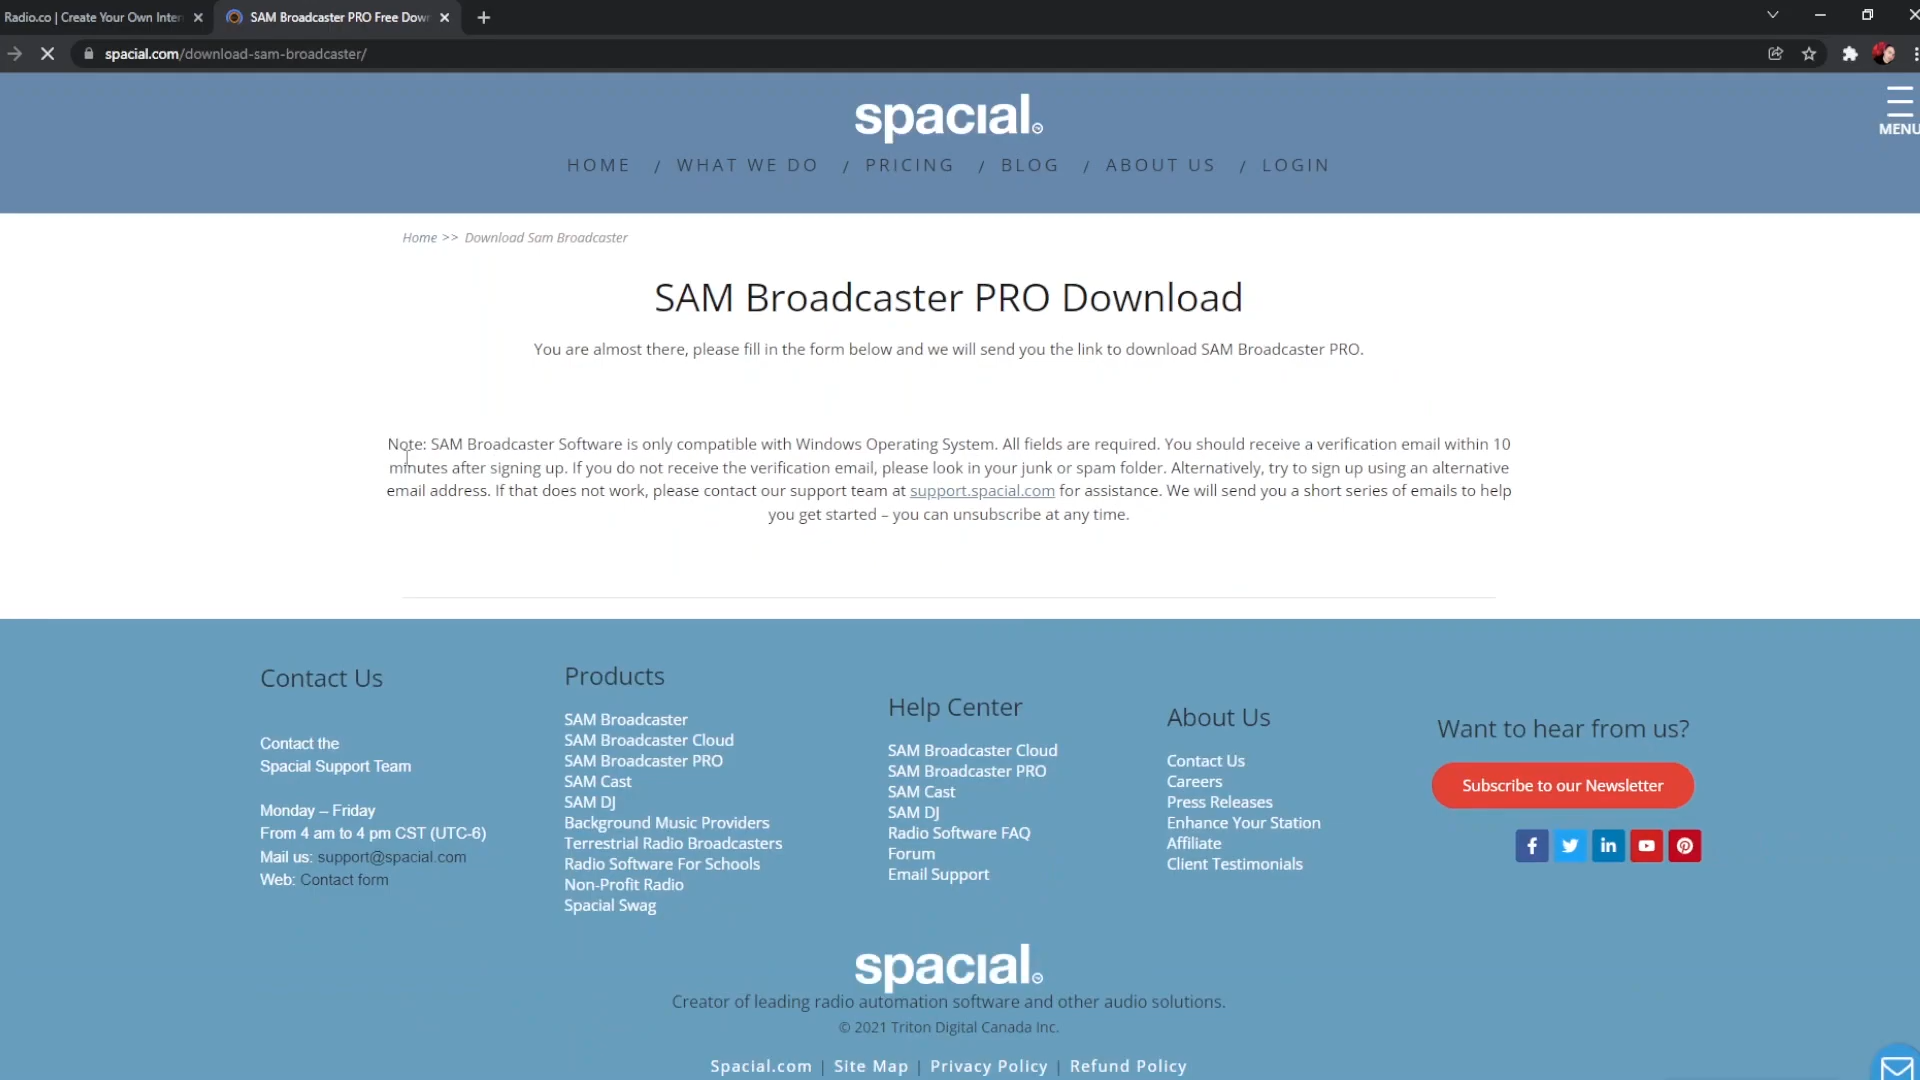 Radio.co | Create Your Own Inter
SAM Broadcaster PRO Free Dow
spacial.com/download-sam-broadcaster/
spacial.
MENU
HOME / WHAT WE DO / PRICING / BLOG / ABOUT US / LOGIN
Home >> Download Sam Broadcaster
SAM Broadcaster PRO Download
You are almost there, please fill in the form below and we will send you the link to download SAM Broadcaster PRO.
Note: SAM Broadcaster Software is only compatible with Windows Operating System. All fields are required. You should receive a verification email within 10
minutes after signing up. If you do not receive the verification email, please look in your junk or spam folder. Alternatively, try to sign up using an alternative
email address. If that does not work, please contact our support team at support.spacial.com for assistance. We will send you a short series of emails to help
you get started – you can unsubscribe at any time.
Contact Us
Contact the
Spacial Support Team
Monday – Friday
From 4 am to 4 pm CST (UTC-6)
Mail us: support@spacial.com
Web: Contact form
Products
SAM Broadcaster
SAM Broadcaster Cloud
SAM Broadcaster PRO
SAM Cast
SAM DJ
Background Music Providers
Terrestrial Radio Broadcasters
Radio Software For Schools
Non-Profit Radio
Spacial Swag
Help Center
SAM Broadcaster Cloud
SAM Broadcaster PRO
SAM Cast
SAM DJ
Radio Software FAQ
Forum
Email Support
About Us
Contact Us
Careers
Press Releases
Enhance Your Station
Affiliate
Client Testimonials
Want to hear from us?
Subscribe to our Newsletter
spacial.
Creator of leading radio automation software and other audio solutions.
© 2021 Triton Digital Canada Inc.
Spacial.com | Site Map | Privacy Policy | Refund Policy